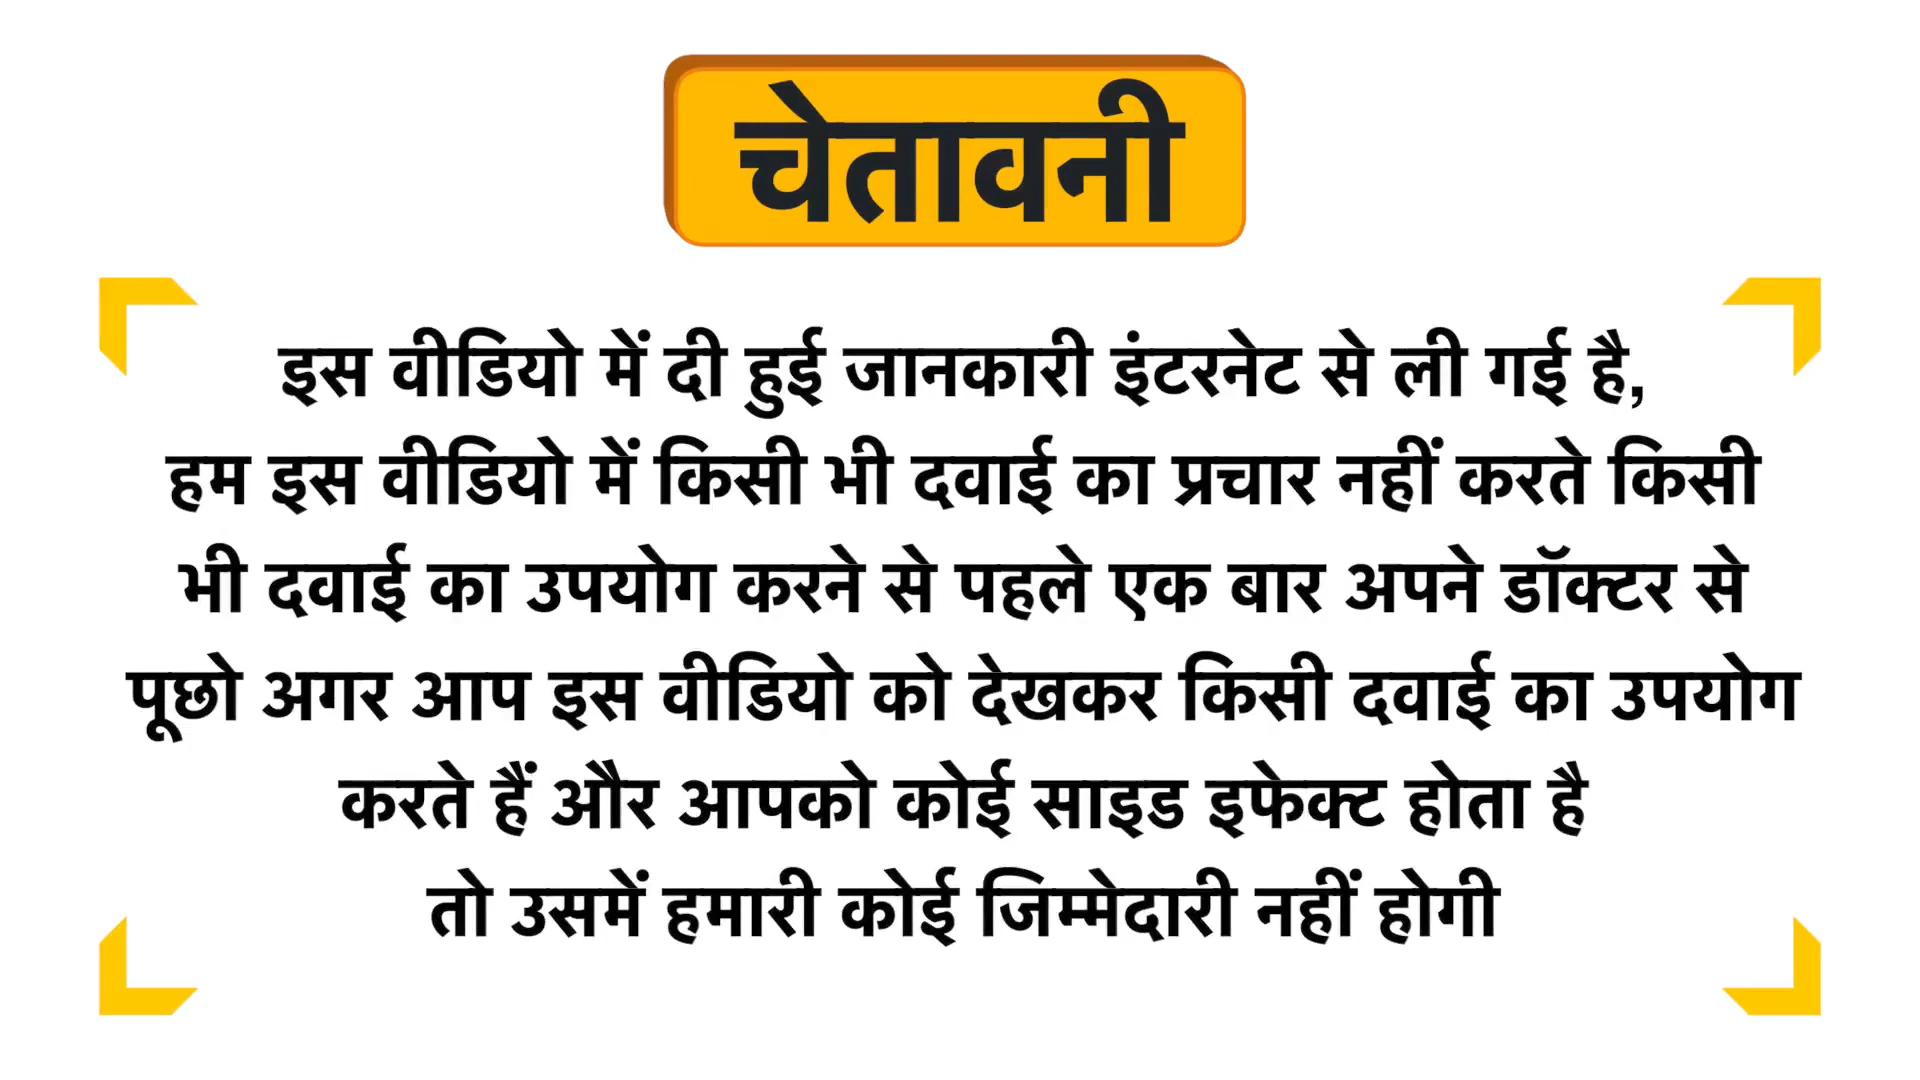 चेतावनी
इस वीडियो में दी हुई जानकारी इंटरनेट से ली गई है,
हम इस वीडियो में किसी भी दवाई का प्रचार नहीं करते किसी
भी दवाई का उपयोग करने से पहले एक बार अपने डॉक्टर से
पूछो अगर आप इस वीडियो को देखकर किसी दवाई का उपयोग
करते हैं और आपको कोई साइड इफेक्ट होता है
तो उसमें हमारी कोई जिम्मेदारी नहीं होगी